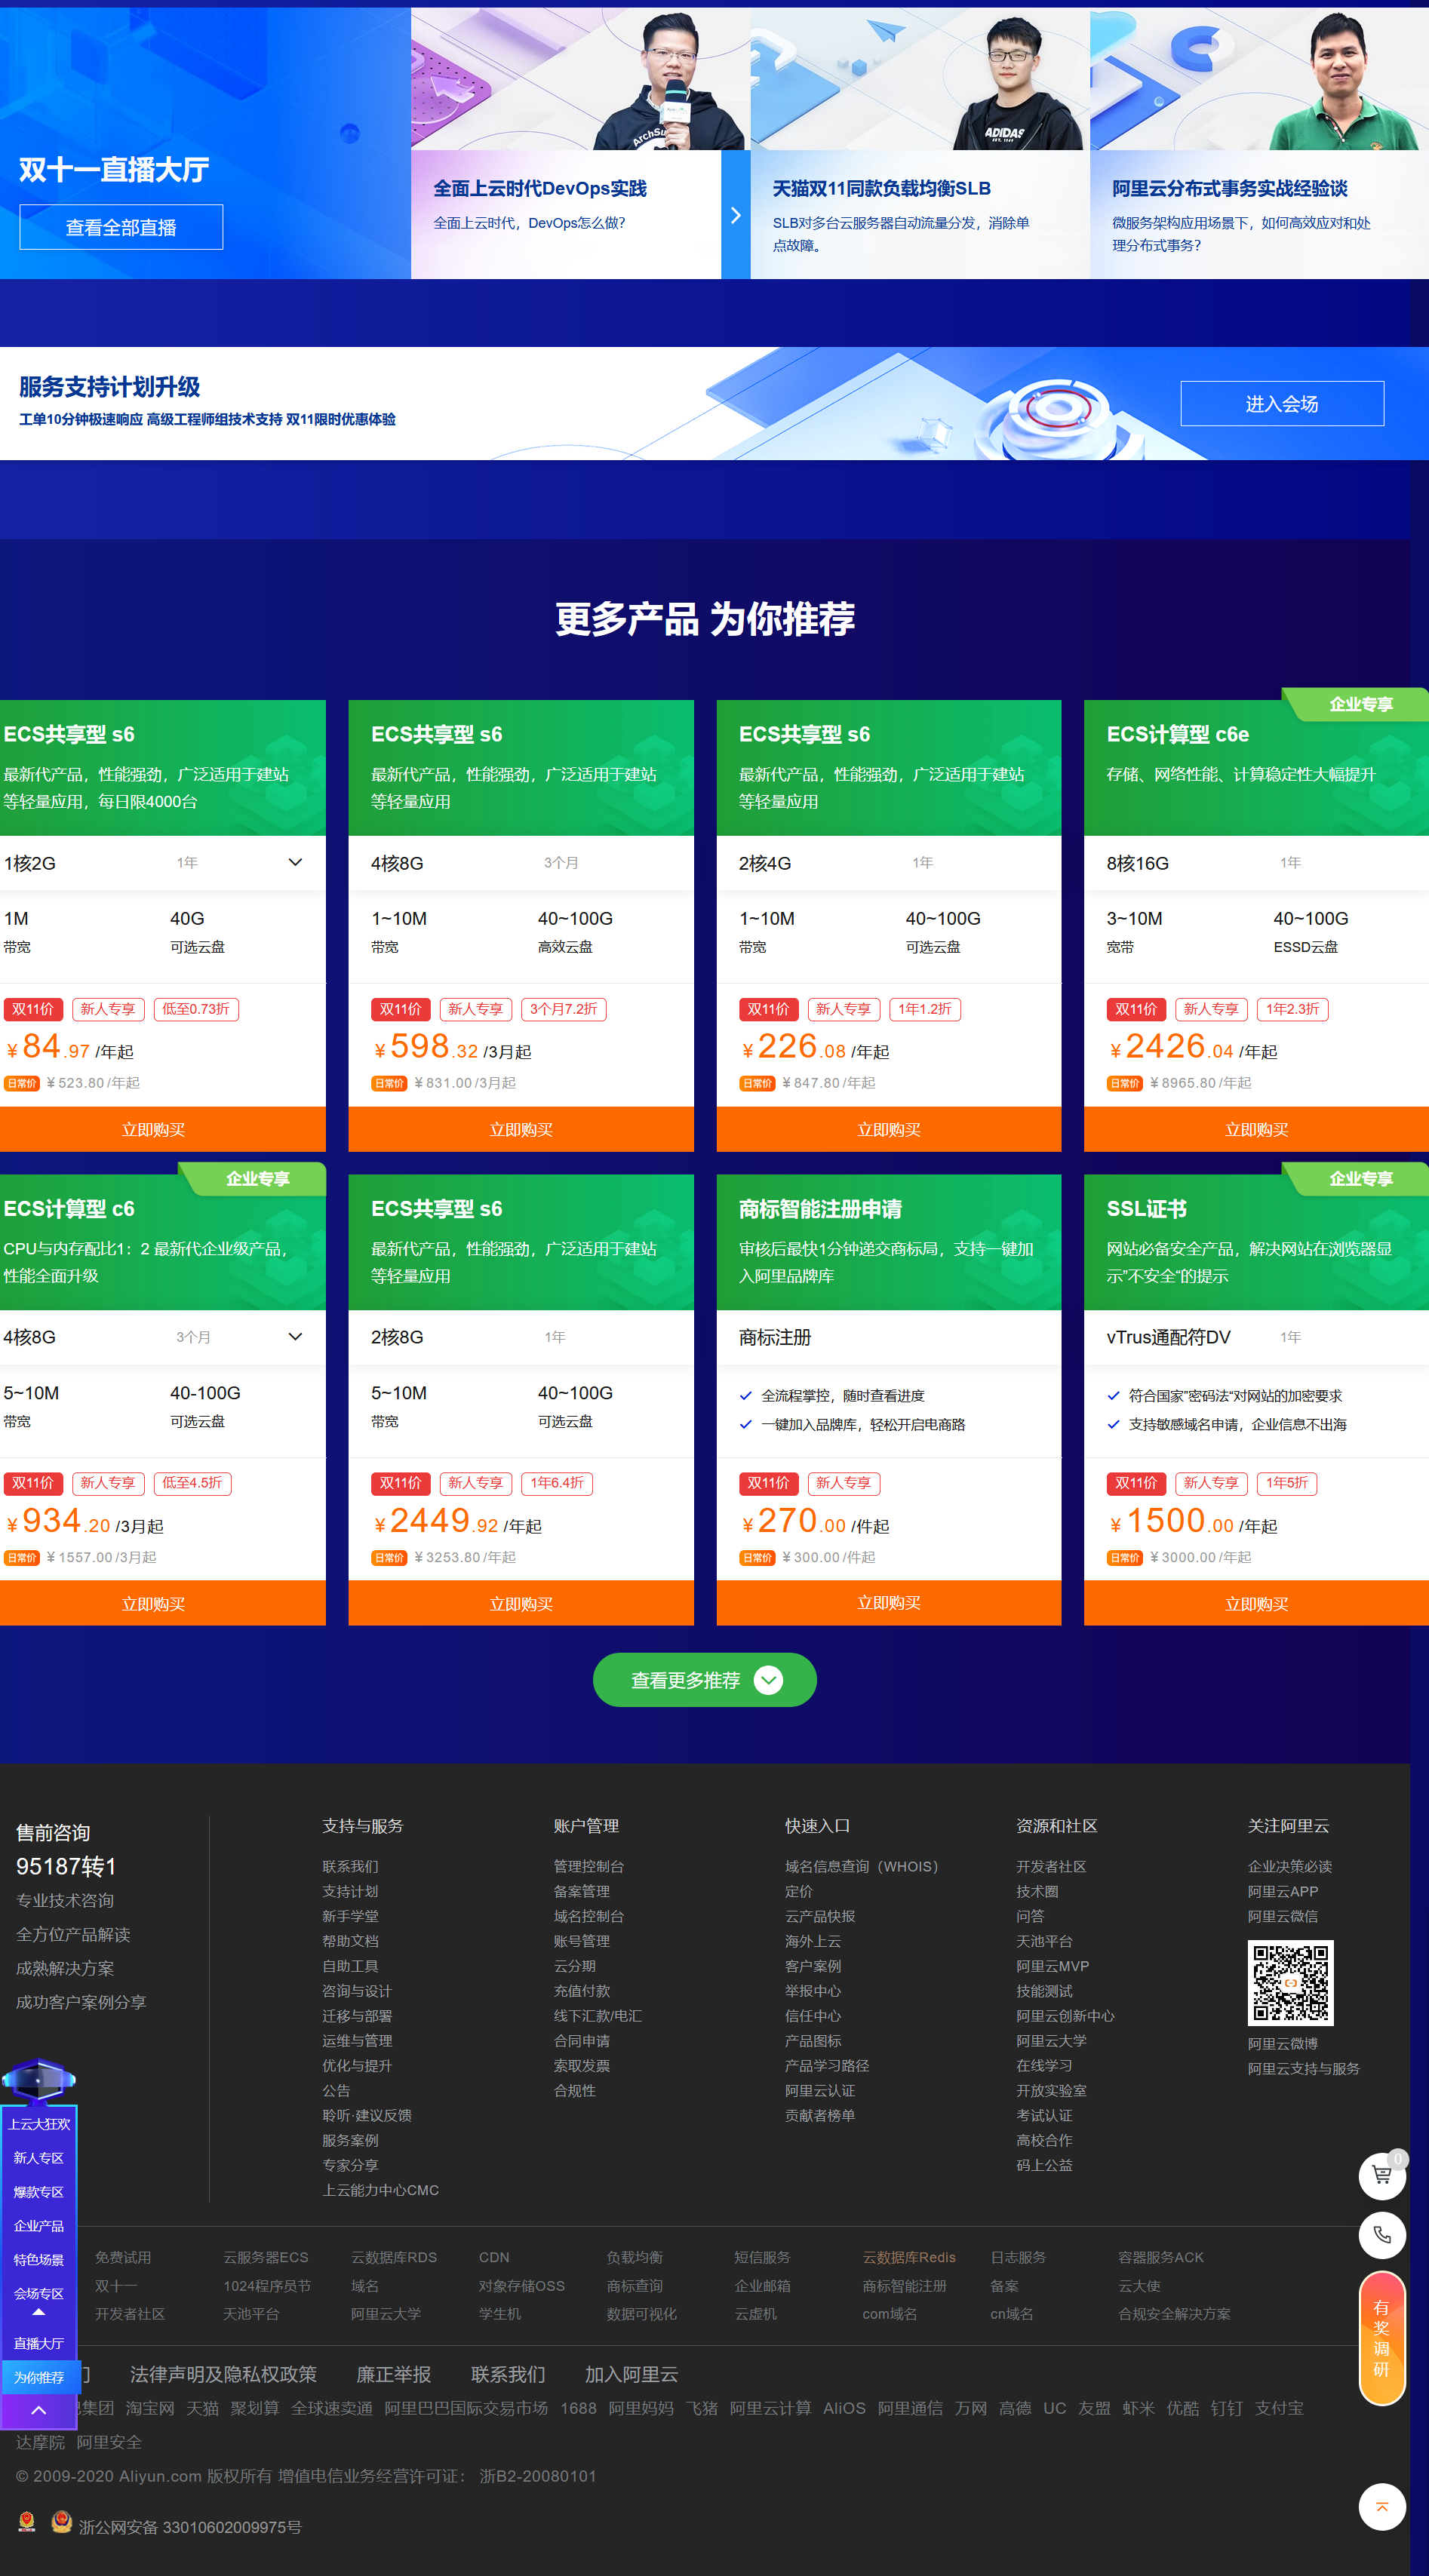 双十一直播大厅
查看全部直播
全面上云时代DevOps实践
全面上云时代，DevOps怎么做？
天猫双11同款负载均衡SLB
SLB对多台云服务器自动流量分发，消除单
点故障。
ADIDAS
阿里云分布式事务实战经验谈
微服务架构应用场景下，如何高效应对和处
理分布式事务？
服务支持计划升级
工单10分钟极速响应 高级工程师组技术支持 双11限时优惠体验
进入会场
更多产品 为你推荐
ECS共享型 s6
最新代产品，性能强劲，广泛适用于建站
等轻量应用，每日限4000台
1核2G 1年
1M 40G
带宽 可选云盘
双11价 新人专享 低至0.73折
¥84.97 /年起
日常价 ¥523.80/年起
立即购买
ECS共享型 s6
最新代产品，性能强劲，广泛适用于建站
等轻量应用
4核8G 3个月
1~10M 40~100G
带宽 高效云盘
双11价 新人专享 3个月7.2折
¥598.32 /3月起
日常价 ¥831.00/3月起
立即购买
ECS共享型 s6
最新代产品，性能强劲，广泛适用于建站
等轻量应用
2核4G 1年
1~10M 40~100G
带宽 可选云盘
双11价 新人专享 1年1.2折
¥226.08 /年起
日常价 ¥847.80/年起
立即购买
企业专享
ECS计算型 c6e
存储、网络性能、计算稳定性大幅提升
8核16G 1年
3~10M 40~100G
宽带 ESSD云盘
双11价 新人专享 1年2.3折
¥2426.04 /年起
日常价 ¥8965.80/年起
立即购买
企业专享
ECS计算型 c6
CPU与内存配比1：2 最新代企业级产品，
性能全面升级
4核8G 3个月
5~10M 40-100G
带宽 可选云盘
双11价 新人专享 低至4.5折
¥934.20 /3月起
日常价 ¥1557.00/3月起
立即购买
ECS共享型 s6
最新代产品，性能强劲，广泛适用于建站
等轻量应用
2核8G 1年
5~10M 40~100G
带宽 可选云盘
双11价 新人专享 1年6.4折
¥2449.92 /年起
日常价 ¥3253.80/年起
立即购买
商标智能注册申请
审核后最快1分钟递交商标局，支持一键加
入阿里品牌库
商标注册
全流程掌控，随时查看进度
一键加入品牌库，轻松开启电商路
双11价 新人专享
¥270.00 /件起
日常价 ¥300.00/件起
立即购买
企业专享
SSL证书
网站必备安全产品，解决网站在浏览器显
示”不安全“的提示
vTrus通配符DV 1年
符合国家”密码法“对网站的加密要求
支持敏感域名申请，企业信息不出海
双11价 新人专享 1年5折
¥1500.00 /年起
日常价 ¥3000.00/年起
立即购买
查看更多推荐
售前咨询
95187转1
专业技术咨询
全方位产品解读
成熟解决方案
成功客户案例分享
支持与服务
联系我们
支持计划
新手学堂
帮助文档
自助工具
咨询与设计
迁移与部署
运维与管理
优化与提升
公告
聆听·建议反馈
服务案例
专家分享
上云能力中心CMC
账户管理
管理控制台
备案管理
域名控制台
账号管理
云分期
充值付款
线下汇款/电汇
合同申请
索取发票
合规性
快速入口
域名信息查询（WHOIS）
定价
云产品快报
海外上云
客户案例
举报中心
信任中心
产品图标
产品学习路径
阿里云认证
贡献者榜单
资源和社区
开发者社区
技术圈
问答
天池平台
阿里云MVP
技能测试
阿里云创新中心
阿里云大学
在线学习
开放实验室
考试认证
高校合作
码上公益
关注阿里云
企业决策必读
阿里云APP
阿里云微信
阿里云微博
阿里云支持与服务
上云大狂欢
新人专区
爆款专区
企业产品
特色场景
会场专区
直播大厅
为你推荐
0
有奖调研
免费试用 云服务器ECS 云数据库RDS CDN 负载均衡 短信服务 云数据库Redis 日志服务 容器服务ACK
双十一 1024程序员节 域名 对象存储OSS 商标查询 企业邮箱 商标智能注册 备案 云大使
开发者社区 天池平台 阿里云大学 学生机 数据可视化 云虚机 com域名 cn域名 合规安全解决方案
们 法律声明及隐私权政策 廉正举报 联系我们 加入阿里云
巴集团 淘宝网 天猫 聚划算 全球速卖通 阿里巴巴国际交易市场 1688 阿里妈妈 飞猪 阿里云计算 AliOS 阿里通信 万网 高德 UC 友盟 虾米 优酷 钉钉 支付宝
达摩院 阿里安全
© 2009-2020 Aliyun.com 版权所有 增值电信业务经营许可证： 浙B2-20080101
浙公网安备 33010602009975号